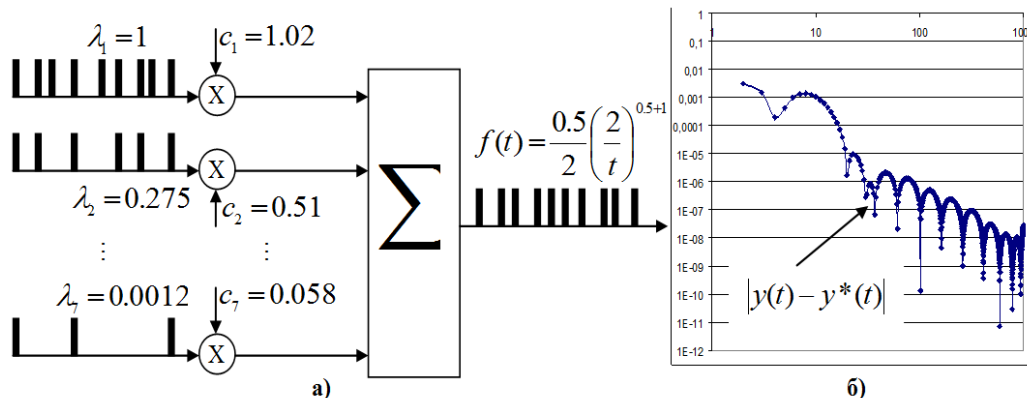 λ₁ = 1
c₁ = 1.02
X
λ₂ = 0.275
X
c₂ = 0.51
⋮
⋮
λ₇ = 0.0012
c₇ = 0.058
X
∑
f(t) = 0.5/2 (2/t)^{0.5+1}
а)
1 10 100 1000
0,1
0,01
0,001
0,0001
1E-05
1E-06
1E-07
1E-08
1E-09
1E-10
1E-11
1E-12
|y(t) − y*(t)|
б)